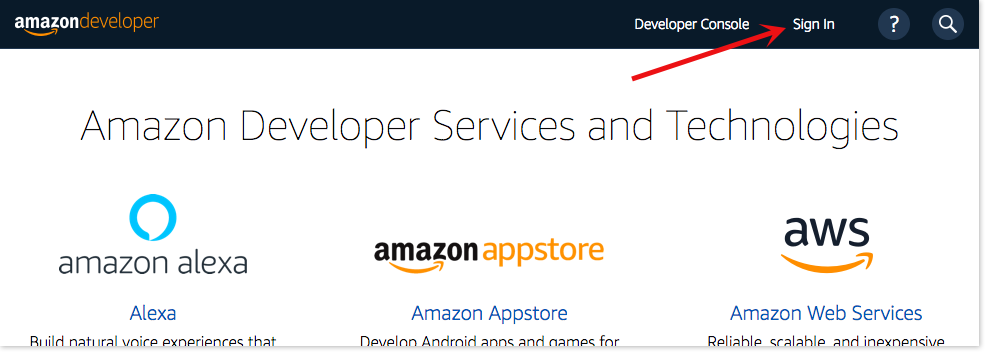 amazondeveloper
Developer Console
Sign In
?
Amazon Developer Services and Technologies
amazon alexa
amazon appstore
aws
Alexa
Amazon Appstore
Amazon Web Services
Build natural voice experiences that
Develop Android apps and games for
Reliable, scalable, and inexpensive